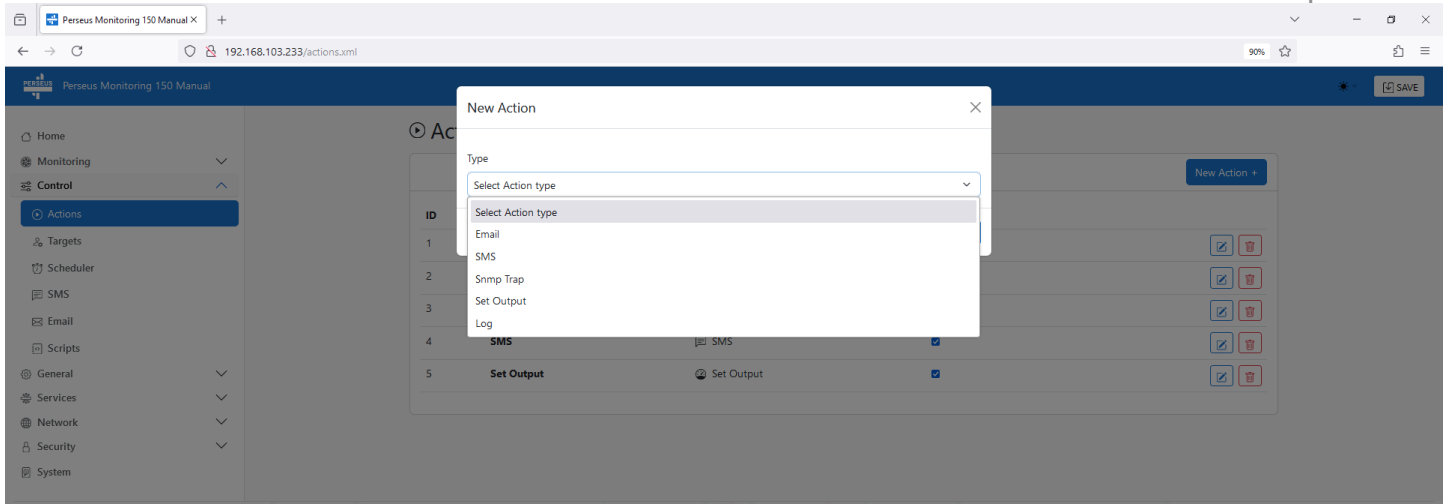 Perseus Monitoring 150 Manual
192.168.103.233/actions.xml
90%
PERSEUS
Perseus Monitoring 150 Manual
SAVE
Home
Monitoring
Control
Actions
Targets
Scheduler
SMS
Email
Scripts
General
Services
Network
Security
System
Ac
New Action +
New Action
Type
Select Action type
Select Action type
Email
SMS
Snmp Trap
Set Output
Log
ID
1
2
3
4 SMS SMS
5 Set Output Set Output